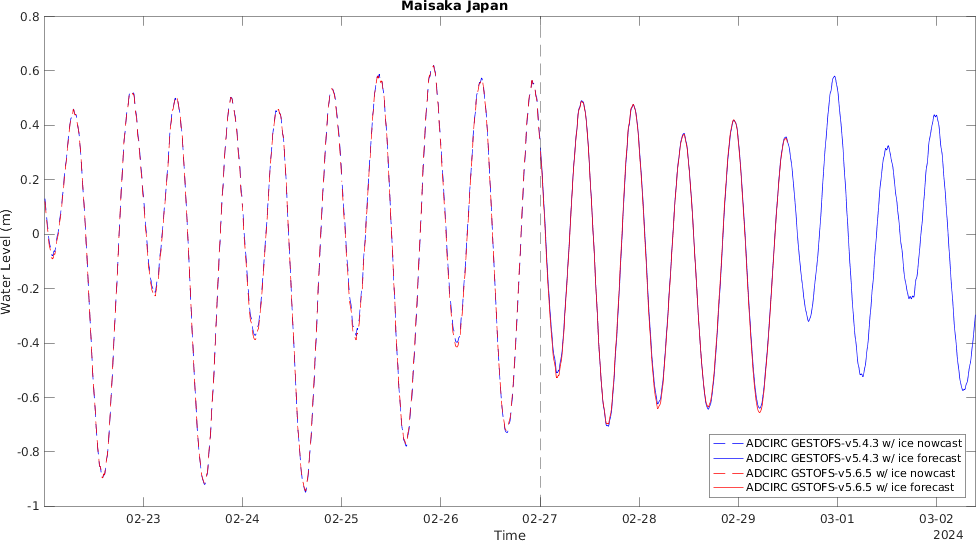 Maisaka Japan
0.8
0.6
0.4
0.2
0
-0.2
-0.4
-0.6
-0.8
-1
Water Level (m)
02-23
02-24
02-25
02-26
02-27
02-28
02-29
03-01
03-02
2024
Time
ADCIRC GESTOFS-v5.4.3 w/ ice nowcast
ADCIRC GESTOFS-v5.4.3 w/ ice forecast
ADCIRC GSTOFS-v5.6.5 w/ ice nowcast
ADCIRC GSTOFS-v5.6.5 w/ ice forecast